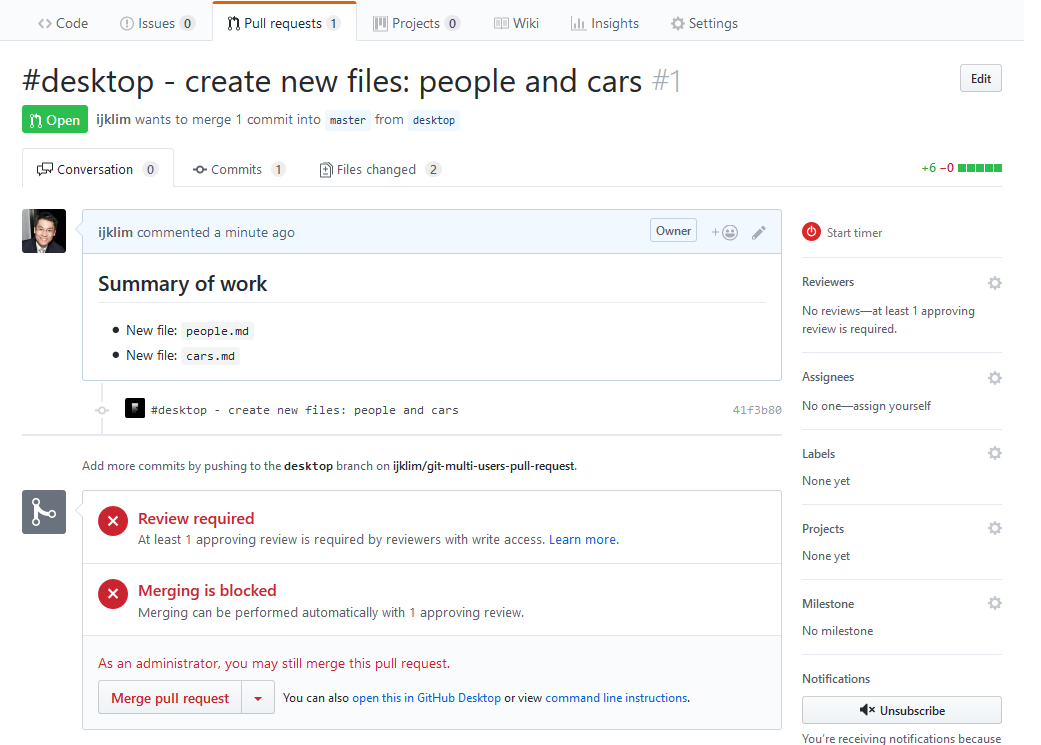 Code Issues 0 Pull requests 1 Projects 0 Wiki Insights Settings
#desktop - create new files: people and cars #1
Edit
Open ijklim wants to merge 1 commit into master from desktop
Conversation 0 Commits 1 Files changed 2
+6 −0
ijklim commented a minute ago
Owner
Summary of work
New file: people.md
New file: cars.md
#desktop - create new files: people and cars 41f3b80
Add more commits by pushing to the desktop branch on ijklim/git-multi-users-pull-request.
Review required
At least 1 approving review is required by reviewers with write access. Learn more.
Merging is blocked
Merging can be performed automatically with 1 approving review.
As an administrator, you may still merge this pull request.
Merge pull request
You can also open this in GitHub Desktop or view command line instructions.
Start timer
Reviewers
No reviews—at least 1 approving
review is required.
Assignees
No one—assign yourself
Labels
None yet
Projects
None yet
Milestone
No milestone
Notifications
Unsubscribe
You’re receiving notifications because